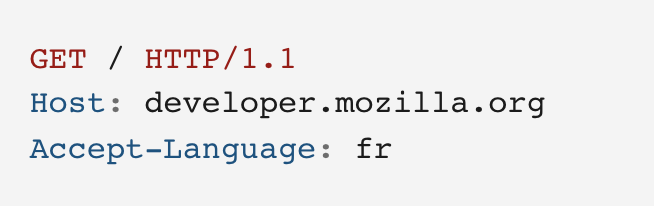 GET / HTTP/1.1
Host: developer.mozilla.org
Accept-Language: fr